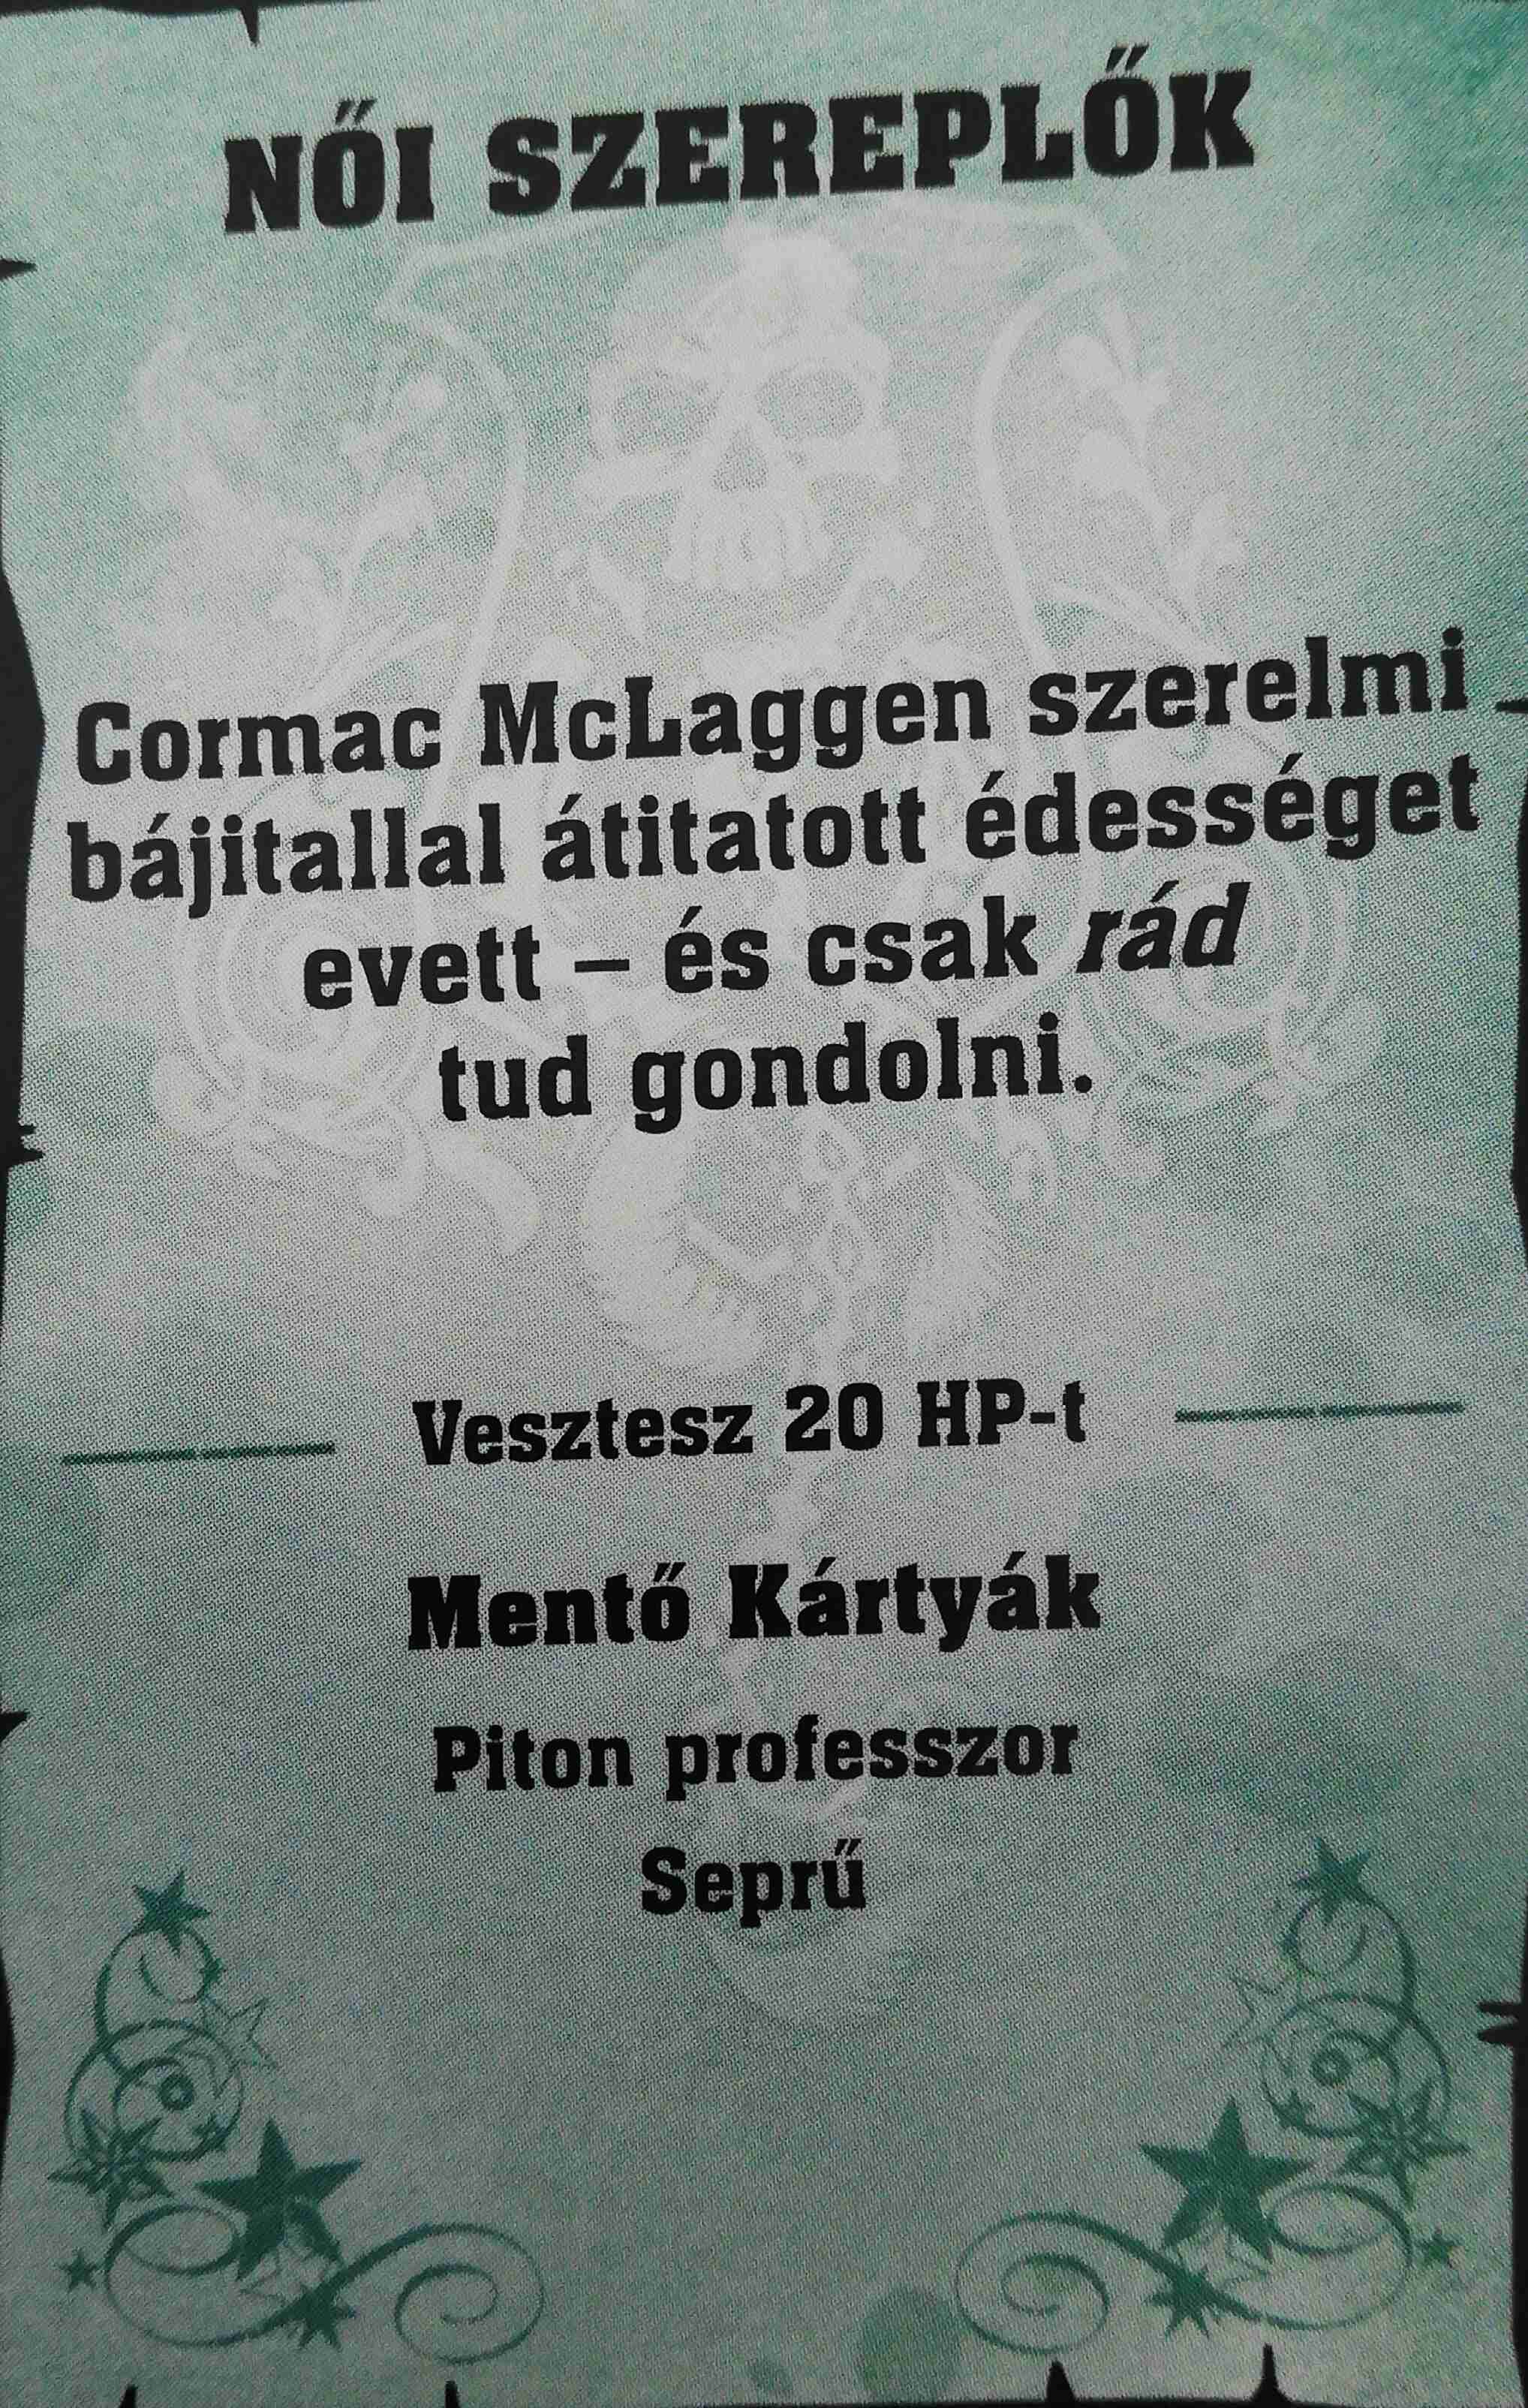 NŐI SZEREPLŐK
Cormac McLaggen szerelmi
bájitallal átitatott édességet
evett – és csak rád
tud gondolni.
Vesztesz 20 HP-t
Mentő Kártyák
Piton professzor
Seprű